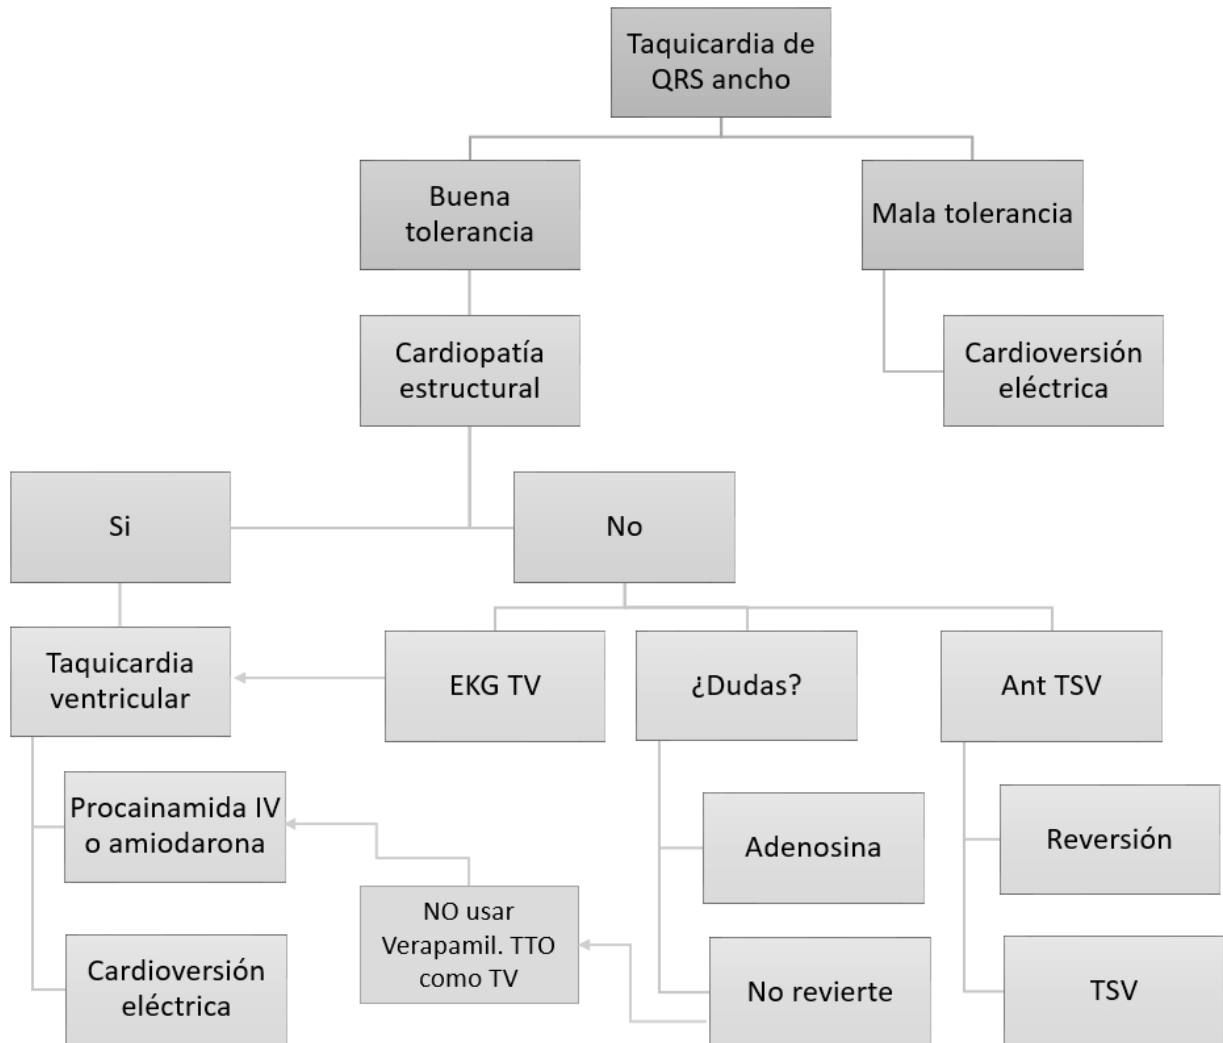 Taquicardia de
QRS ancho
Buena
tolerancia
Mala tolerancia
Cardiopatía
estructural
Cardioversión
eléctrica
Si
No
Taquicardia
ventricular
EKG TV
¿Dudas?
Ant TSV
Procainamida IV
o amiodarona
Adenosina
Reversión
NO usar
Verapamil. TTO
como TV
Cardioversión
eléctrica
No revierte
TSV